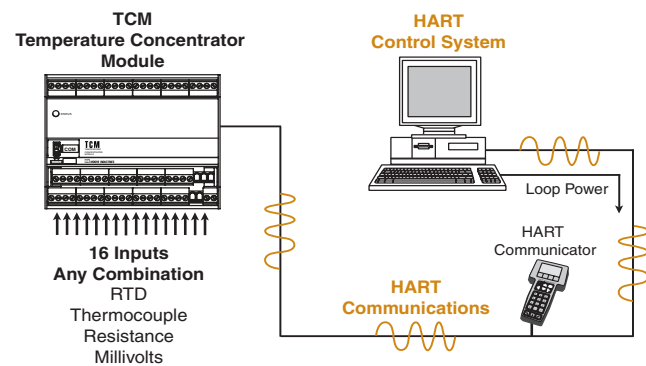 TCM
Temperature Concentrator
Module
HART
Control System
COM
TCM
Loop Power
HART
Communicator
16 Inputs
Any Combination
RTD
Thermocouple
Resistance
Millivolts
HART
Communications